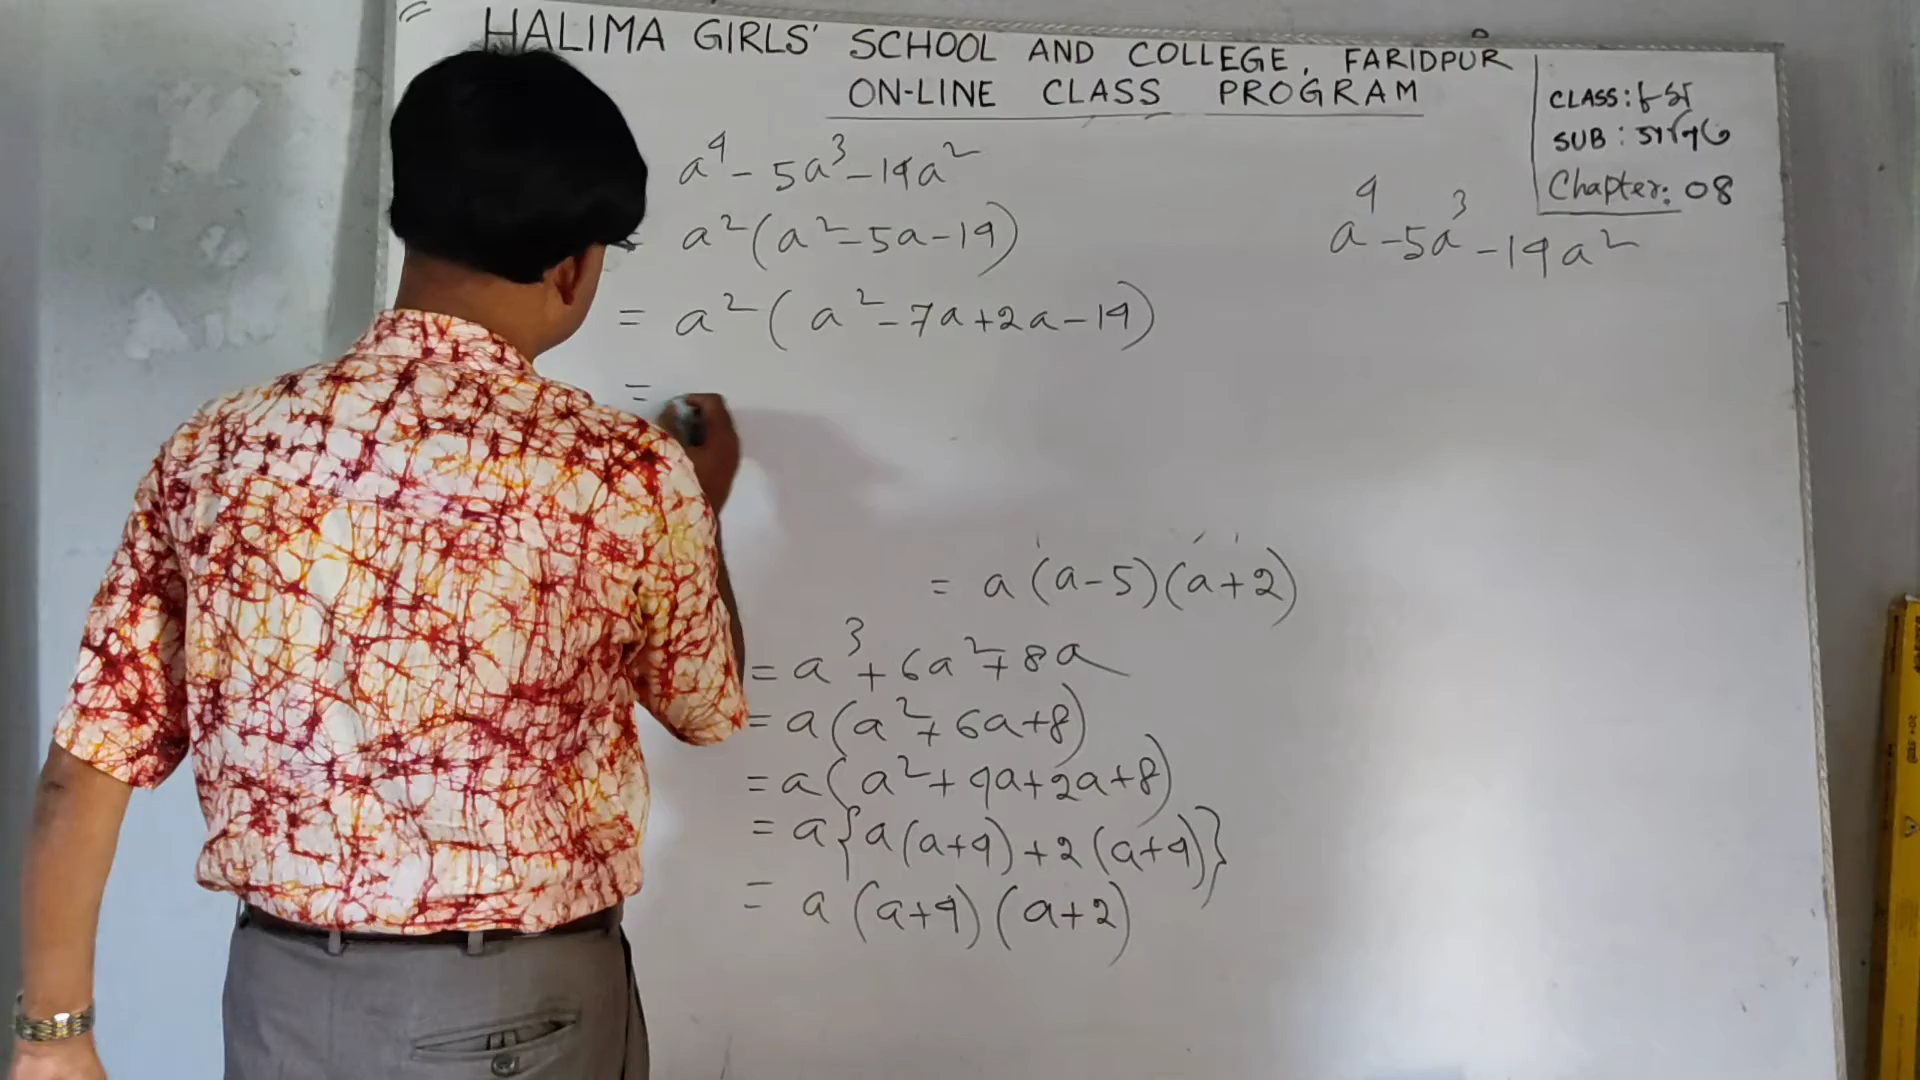 HALIMA GIRLS' SCHOOL AND COLLEGE, FARIDPUR
ON-LINE CLASS PROGRAM
CLASS: ৮ম
SUB: গণিত
Chapter: 08
a⁴ - 5a³ - 14a²
= a²(a² - 5a - 14)
= a²(a² - 7a + 2a - 14)
=
a⁴ - 5a³ - 14a²
= a(a-5)(a+2)
= a³ + 6a² + 8a
= a(a² + 6a + 8)
= a(a² + 4a + 2a + 8)
= a{a(a+4) + 2(a+4)}
= a(a+4)(a+2)